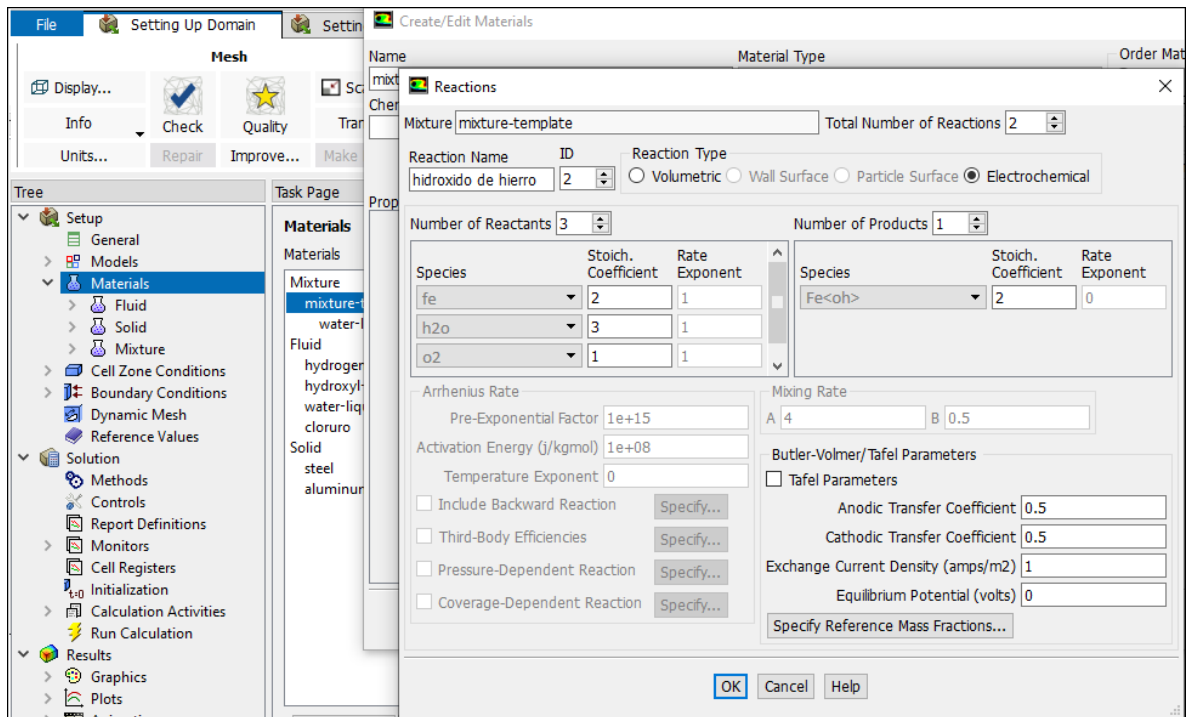 File
Setting Up Domain
Create/Edit Materials
Mesh
Name
Material Type
Display...
Reactions
Info
Check
Quality
Mixture mixture-template
Total Number of Reactions 2
Units...
Repair
Improve...
Make
Reaction Name
ID
Reaction Type
hidroxido de hierro
2
Volumetric
Wall Surface
Particle Surface
Electrochemical
Tree
Task Page
Setup
General
Models
Materials
Fluid
Solid
Mixture
Cell Zone Conditions
Boundary Conditions
Dynamic Mesh
Reference Values
Solution
Methods
Controls
Report Definitions
Monitors
Cell Registers
Initialization
Calculation Activities
Run Calculation
Results
Graphics
Plots
Materials
Materials
Mixture
Fluid
cloruro
Solid
steel
Number of Reactants 3
Species
Stoich. Coefficient
Rate Exponent
fe 2 1
h2o 3 1
o2 1 1
Number of Products 1
Species
Stoich. Coefficient
Rate Exponent
Fe<oh> 2 0
Arrhenius Rate
Pre-Exponential Factor 1e+15
Activation Energy (j/kgmol) 1e+08
Temperature Exponent 0
Include Backward Reaction Specify...
Third-Body Efficiencies Specify...
Pressure-Dependent Reaction Specify...
Coverage-Dependent Reaction Specify...
Mixing Rate
A 4 B 0.5
Butler-Volmer/Tafel Parameters
Tafel Parameters
Anodic Transfer Coefficient 0.5
Cathodic Transfer Coefficient 0.5
Exchange Current Density (amps/m2) 1
Equilibrium Potential (volts) 0
Specify Reference Mass Fractions...
OK
Cancel
Help